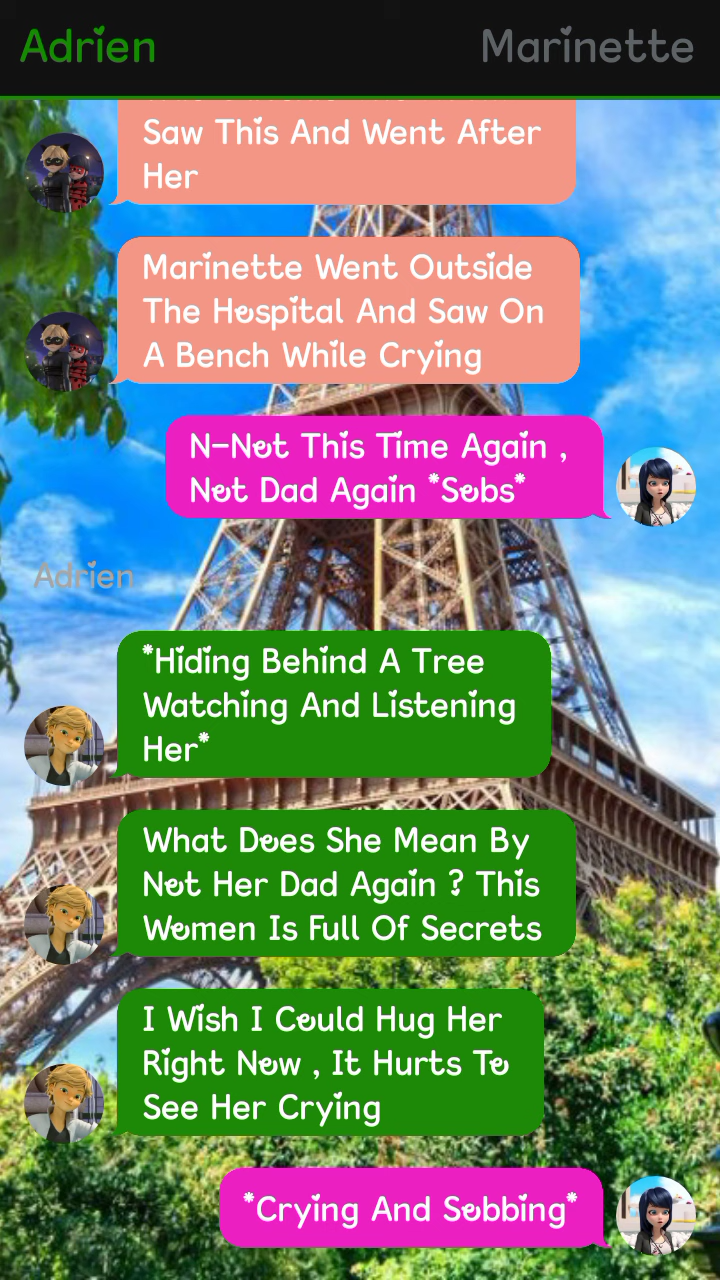 Adrien
Marinette
Saw This And Went After
Her
Marinette Went Outside
The Hospital And Saw On
A Bench While Crying
N-Not This Time Again ,
Not Dad Again *Sobs*
Adrien
*Hiding Behind A Tree
Watching And Listening
Her*
What Does She Mean By
Not Her Dad Again ? This
Women Is Full Of Secrets
I Wish I Could Hug Her
Right Now , It Hurts To
See Her Crying
*Crying And Sobbing*